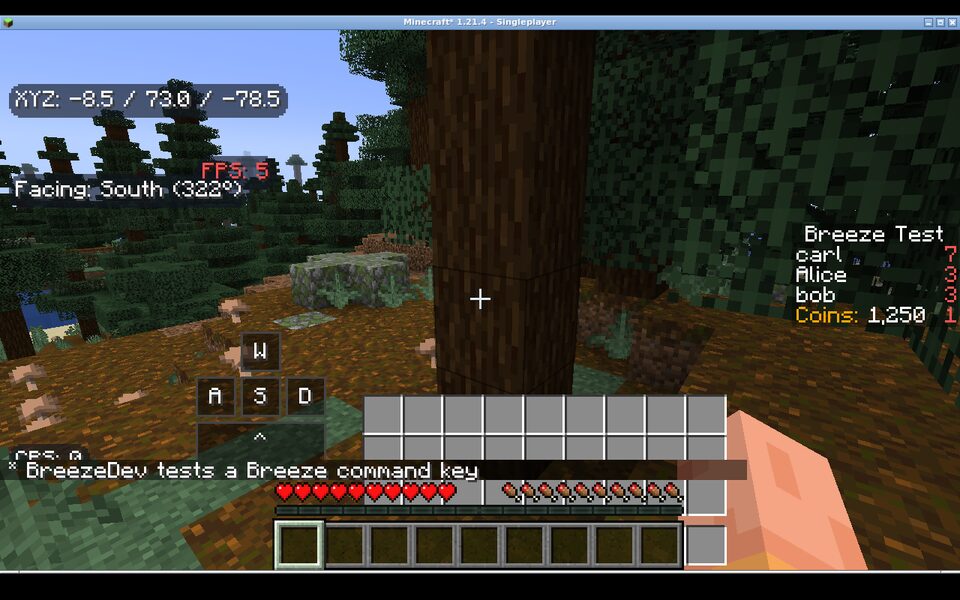 Minecraft* 1.21.4 - Singleplayer
XYZ: -8.5 / 73.0 / -78.5
FPS: 5
Facing: South (322°)
Breeze Test
carl 7
Alice 3
bob 3
Coins: 1,250 1
W
A S D
^
CPS: 0
* BreezeDev tests a Breeze command key